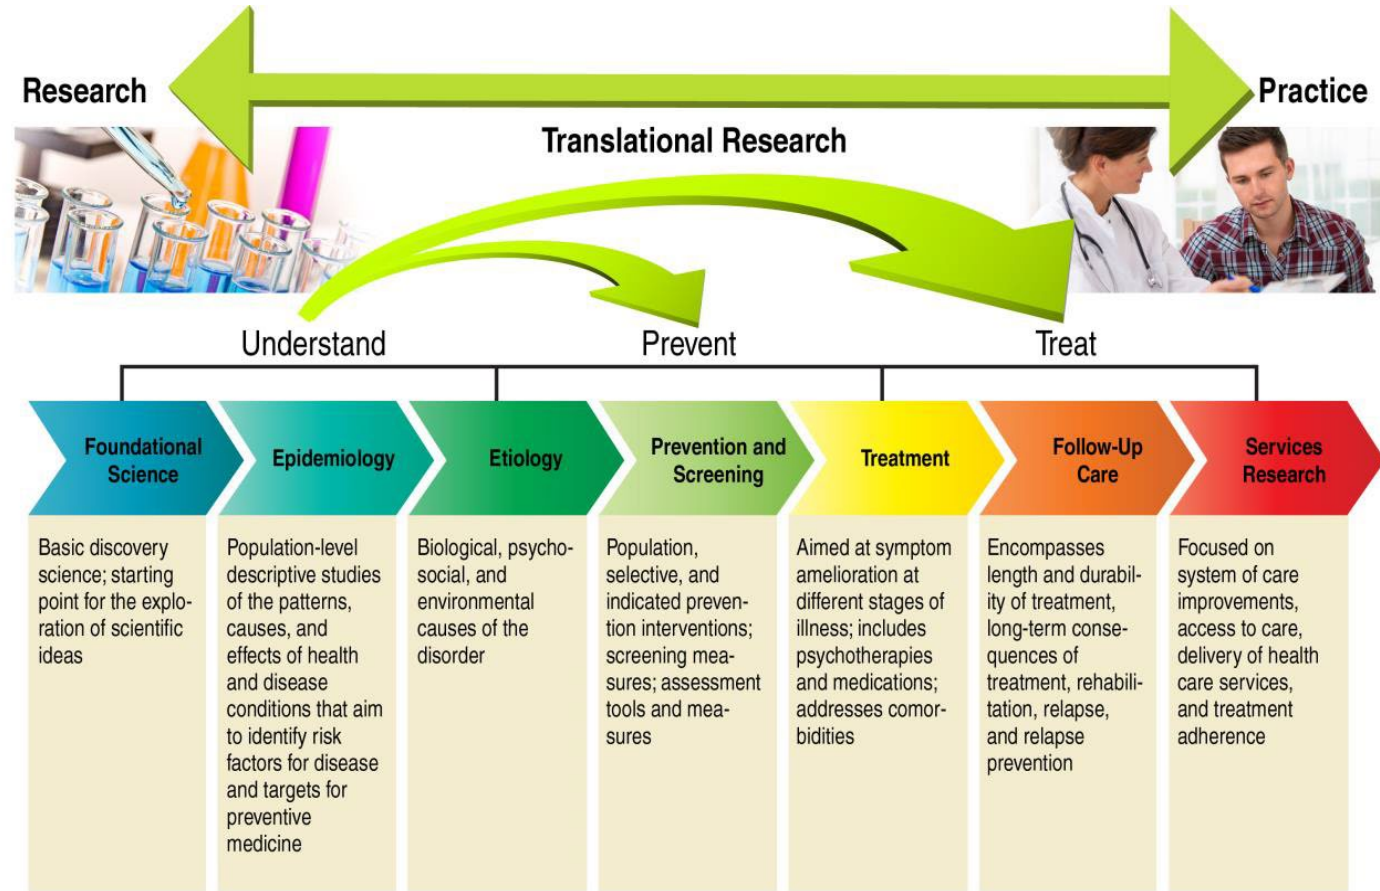 Research
Practice
Translational Research
Understand
Prevent
Treat
Foundational
Science
Epidemiology
Etiology
Prevention and
Screening
Treatment
Follow-Up
Care
Services
Research
Basic discovery
science; starting
point for the explo-
ration of scientific
ideas
Population-level
descriptive studies
of the patterns,
causes, and
effects of health
and disease
conditions that aim
to identify risk
factors for disease
and targets for
preventive
medicine
Biological, psycho-
social, and
environmental
causes of the
disorder
Population,
selective, and
indicated preven-
tion interventions;
screening mea-
sures; assessment
tools and mea-
sures
Aimed at symptom
amelioration at
different stages of
illness; includes
psychotherapies
and medications;
addresses comor-
bidities
Encompasses
length and durabil-
ity of treatment,
long-term conse-
quences of
treatment, rehabili-
tation, relapse,
and relapse
prevention
Focused on
system of care
improvements,
access to care,
delivery of health
care services,
and treatment
adherence